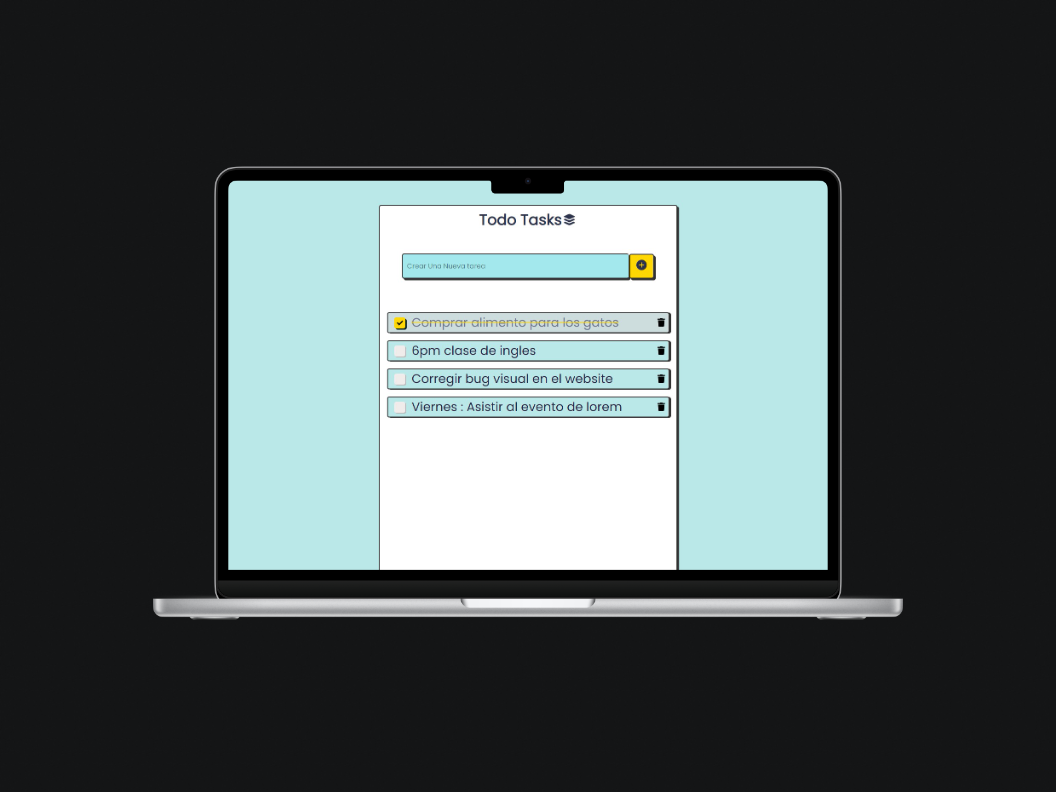 Todo Tasks
Crear Una Nueva tarea
Comprar alimento para los gatos
6pm clase de ingles
Corregir bug visual en el website
Viernes : Asistir al evento de lorem